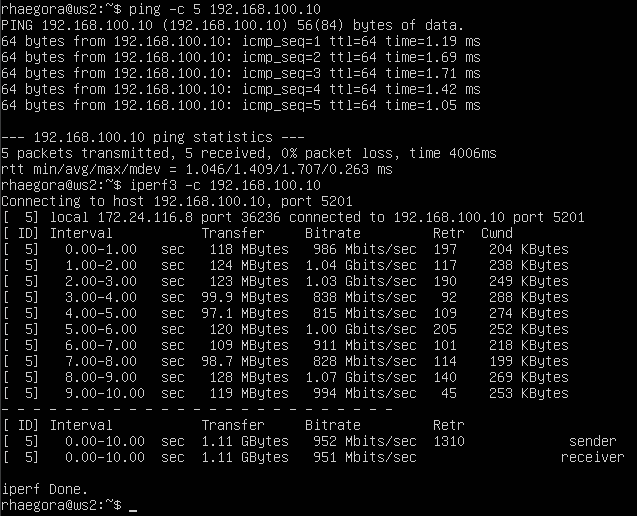 rhaegora@ws2:~$ ping -c 5 192.168.100.10
PING 192.168.100.10 (192.168.100.10) 56(84) bytes of data.
64 bytes from 192.168.100.10: icmp_seq=1 ttl=64 time=1.19 ms
64 bytes from 192.168.100.10: icmp_seq=2 ttl=64 time=1.69 ms
64 bytes from 192.168.100.10: icmp_seq=3 ttl=64 time=1.71 ms
64 bytes from 192.168.100.10: icmp_seq=4 ttl=64 time=1.42 ms
64 bytes from 192.168.100.10: icmp_seq=5 ttl=64 time=1.05 ms

--- 192.168.100.10 ping statistics ---
5 packets transmitted, 5 received, 0% packet loss, time 4006ms
rtt min/avg/max/mdev = 1.046/1.409/1.707/0.263 ms
rhaegora@ws2:~$ iperf3 -c 192.168.100.10
Connecting to host 192.168.100.10, port 5201
[  5] local 172.24.116.8 port 36236 connected to 192.168.100.10 port 5201
[ ID] Interval           Transfer     Bitrate         Retr  Cwnd
[  5]   0.00-1.00   sec   118 MBytes   986 Mbits/sec  197    204 KBytes
[  5]   1.00-2.00   sec   124 MBytes  1.04 Gbits/sec  117    238 KBytes
[  5]   2.00-3.00   sec   123 MBytes  1.03 Gbits/sec  190    249 KBytes
[  5]   3.00-4.00   sec  99.9 MBytes   838 Mbits/sec   92    288 KBytes
[  5]   4.00-5.00   sec  97.1 MBytes   815 Mbits/sec  109    274 KBytes
[  5]   5.00-6.00   sec   120 MBytes  1.00 Gbits/sec  205    252 KBytes
[  5]   6.00-7.00   sec   109 MBytes   911 Mbits/sec  101    218 KBytes
[  5]   7.00-8.00   sec  98.7 MBytes   828 Mbits/sec  114    199 KBytes
[  5]   8.00-9.00   sec   128 MBytes  1.07 Gbits/sec  140    269 KBytes
[  5]   9.00-10.00  sec   119 MBytes   994 Mbits/sec   45    253 KBytes
- - - - - - - - - - - - - - - - - - - - - - - - -
[ ID] Interval           Transfer     Bitrate         Retr
[  5]   0.00-10.00  sec  1.11 GBytes   952 Mbits/sec  1310             sender
[  5]   0.00-10.00  sec  1.11 GBytes   951 Mbits/sec                  receiver

iperf Done.
rhaegora@ws2:~$ _